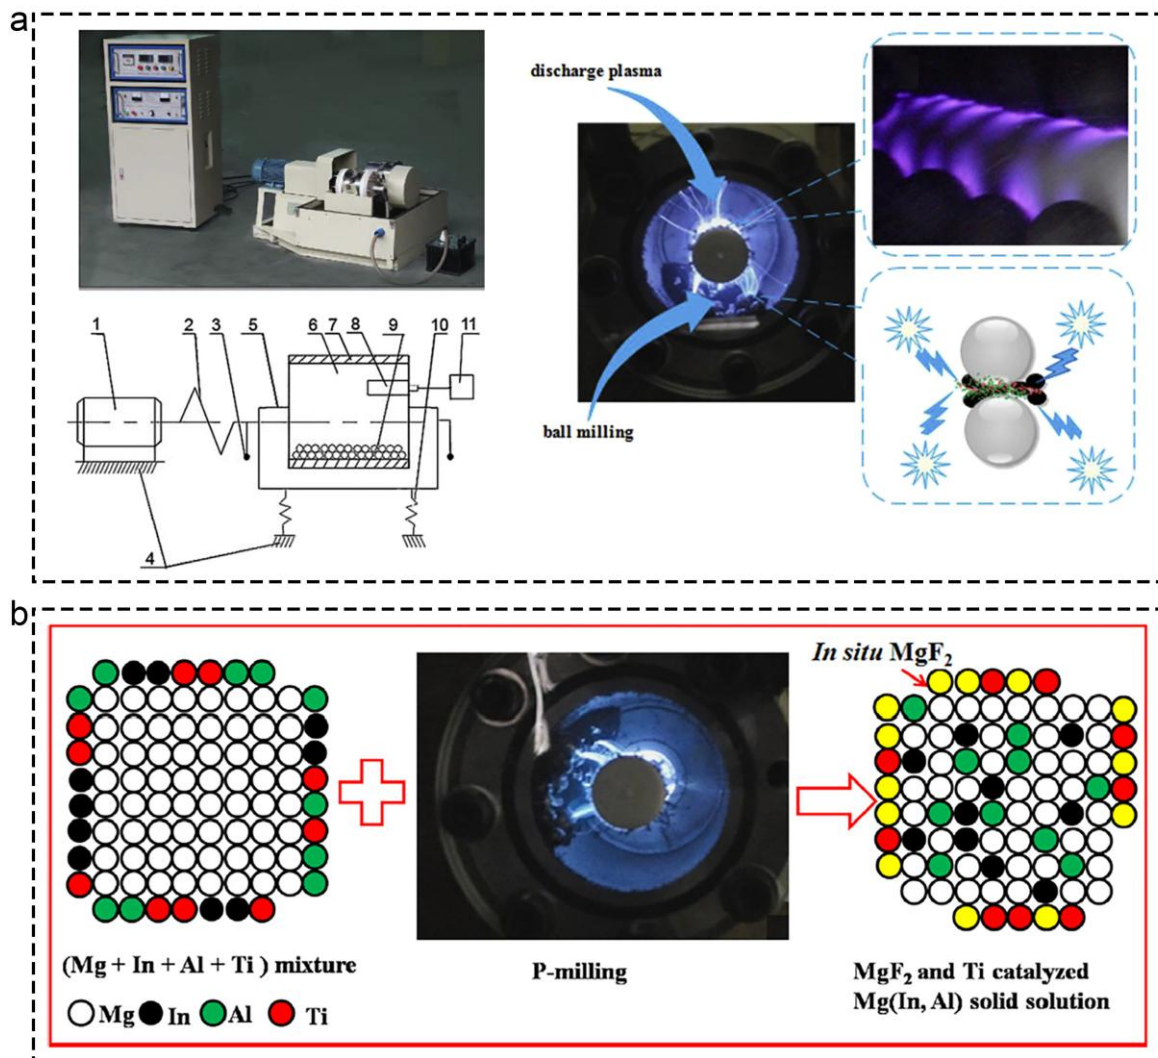 a
discharge plasma
ball milling
1 2 3 5 6 7 8 9 10 11
4
b
In situ MgF₂
(Mg + In + Al + Ti ) mixture
Mg In Al Ti
P-milling
MgF₂ and Ti catalyzed
Mg(In, Al) solid solution